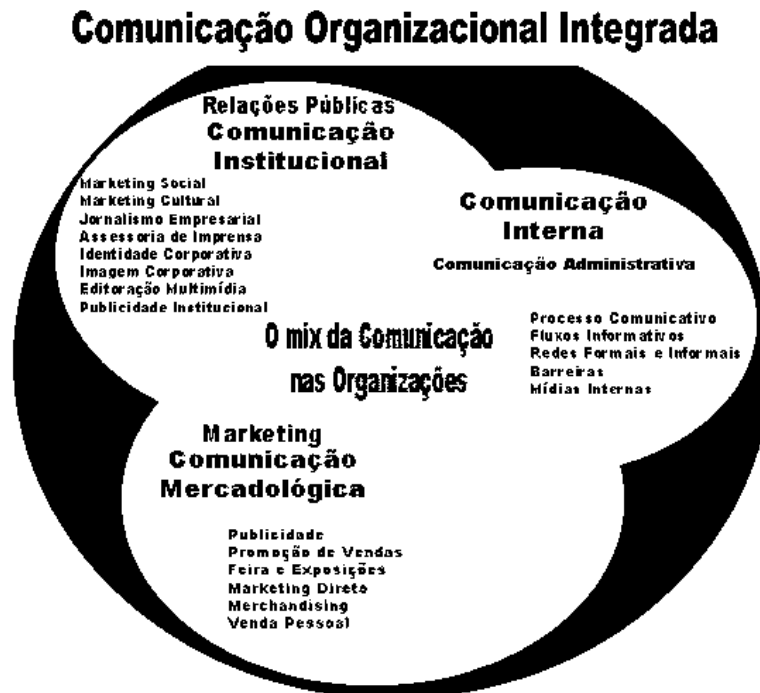 Comunicação Organizacional Integrada
Relações Públicas
Comunicação
Institucional
Marketing Social
Marketing Cultural
Jornalismo Empresarial
Assessoria de Imprensa
Identidade Corporativa
Imagem Corporativa
Editoração Multimídia
Publicidade Institucional
Comunicação
Interna
Comunicação Administrativa
Processo Comunicativo
Fluxos Informativos
Redes Formais e Informais
Barreiras
Mídias Internas
O mix da Comunicação
nas Organizações
Marketing
Comunicação
Mercadológica
Publicidade
Promoção de Vendas
Feira e Exposições
Marketing Direto
Merchandising
Venda Pessoal